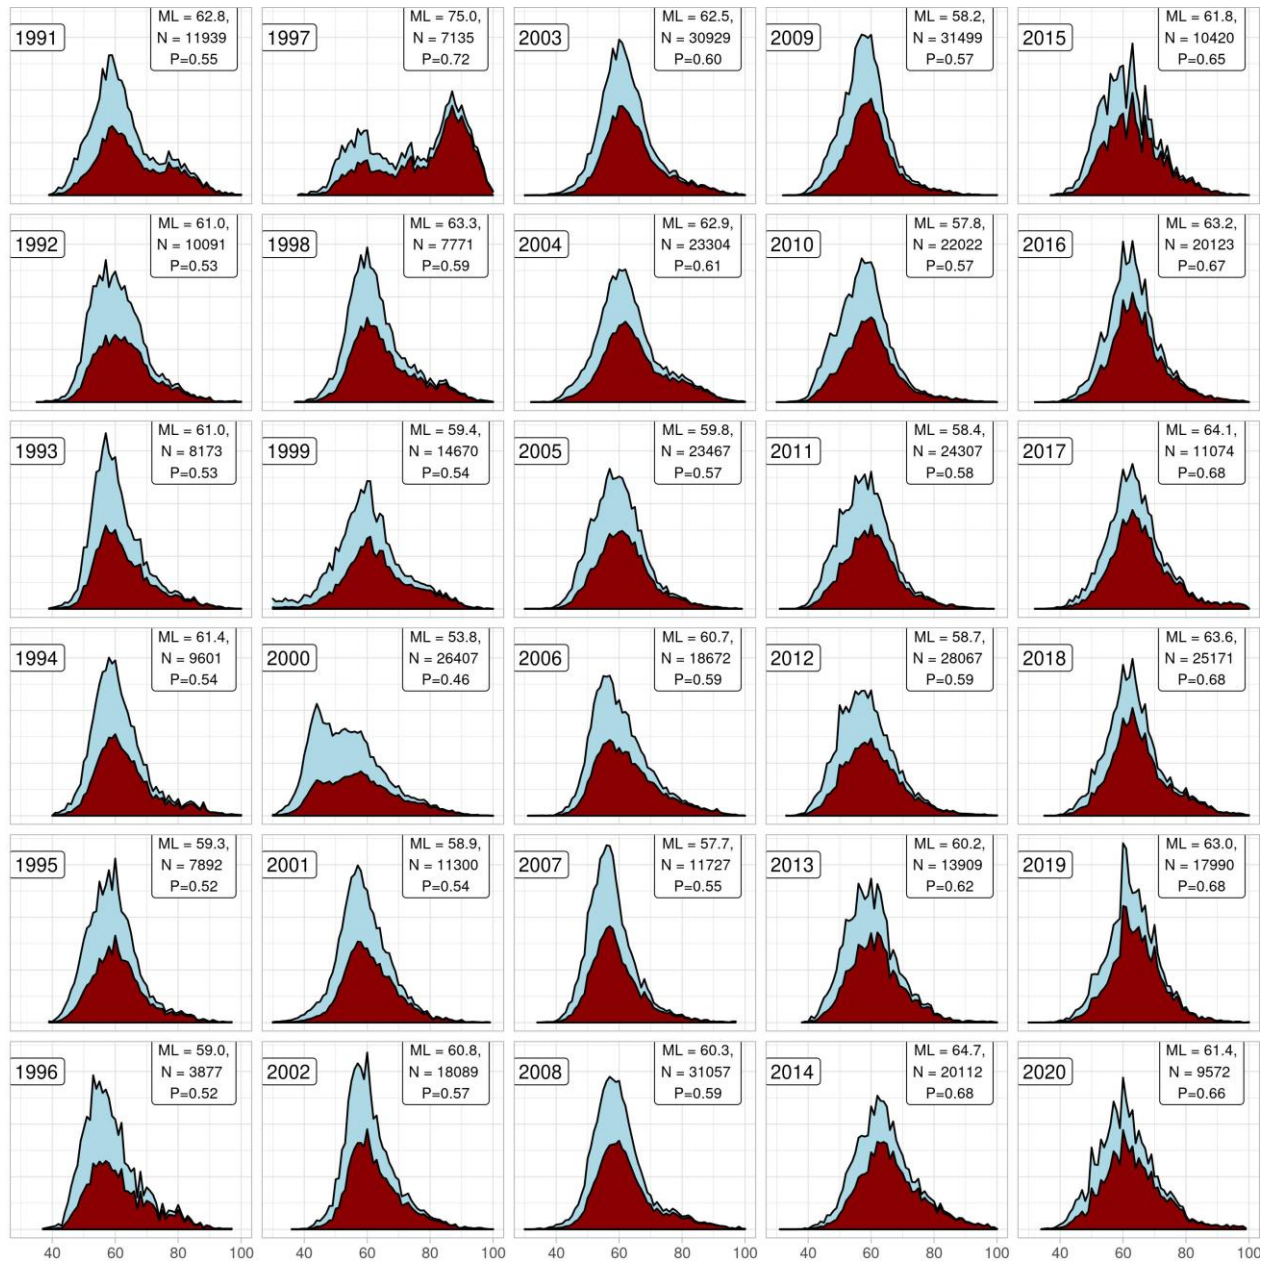 1991
ML = 62.8,
N = 11939
P=0.55
1997
ML = 75.0,
N = 7135
P=0.72
2003
ML = 62.5,
N = 30929
P=0.60
2009
ML = 58.2,
N = 31499
P=0.57
2015
ML = 61.8,
N = 10420
P=0.65
1992
ML = 61.0,
N = 10091
P=0.53
1998
ML = 63.3,
N = 7771
P=0.59
2004
ML = 62.9,
N = 23304
P=0.61
2010
ML = 57.8,
N = 22022
P=0.57
2016
ML = 63.2,
N = 20123
P=0.67
1993
ML = 61.0,
N = 8173
P=0.53
1999
ML = 59.4,
N = 14670
P=0.54
2005
ML = 59.8,
N = 23467
P=0.57
2011
ML = 58.4,
N = 24307
P=0.58
2017
ML = 64.1,
N = 11074
P=0.68
1994
ML = 61.4,
N = 9601
P=0.54
2000
ML = 53.8,
N = 26407
P=0.46
2006
ML = 60.7,
N = 18672
P=0.59
2012
ML = 58.7,
N = 28067
P=0.59
2018
ML = 63.6,
N = 25171
P=0.68
1995
ML = 59.3,
N = 7892
P=0.52
2001
ML = 58.9,
N = 11300
P=0.54
2007
ML = 57.7,
N = 11727
P=0.55
2013
ML = 60.2,
N = 13909
P=0.62
2019
ML = 63.0,
N = 17990
P=0.68
1996
ML = 59.0,
N = 3877
P=0.52
2002
ML = 60.8,
N = 18089
P=0.57
2008
ML = 60.3,
N = 31057
P=0.59
2014
ML = 64.7,
N = 20112
P=0.68
2020
ML = 61.4,
N = 9572
P=0.66
40 60 80 100 40 60 80 100 40 60 80 100 40 60 80 100 40 60 80 100